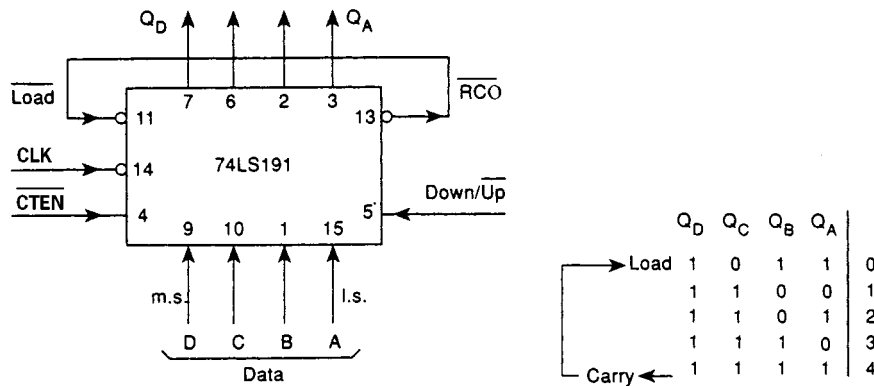 Q_D Q_A
7 6 2 3
Load
RCO
11 13
CLK
14 74LS191
CTEN Down/Up
4 5
9 10 1 15
m.s. l.s.
D C B A
Data
Q_D Q_C Q_B Q_A
Load 1 0 1 1 0
1 1 0 0 1
1 1 0 1 2
1 1 1 0 3
Carry 1 1 1 1 4